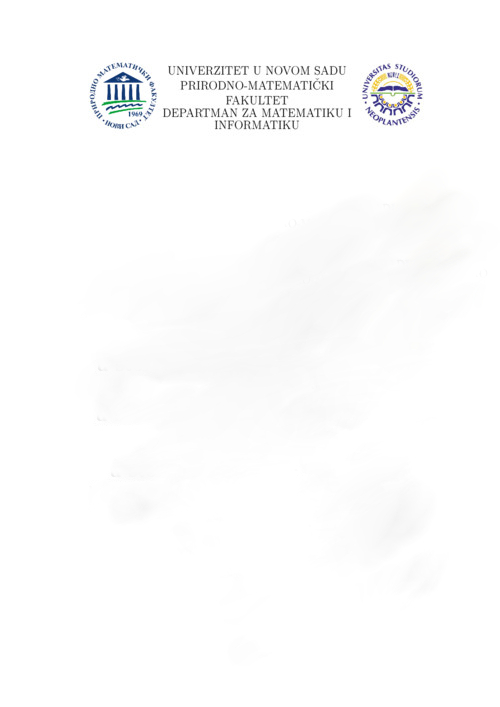 ПРИРОДНО МАТЕМАТИЧКИ ФАКУЛТЕТ
1969
· НОВИ САД ·
UNIVERZITET U NOVOM SADU
PRIRODNO-MATEMATIČKI
FAKULTET
DEPARTMAN ZA MATEMATIKU I
INFORMATIKU
UNIVERSITAS STUDIORUM
· NEOPLANTENSIS ·